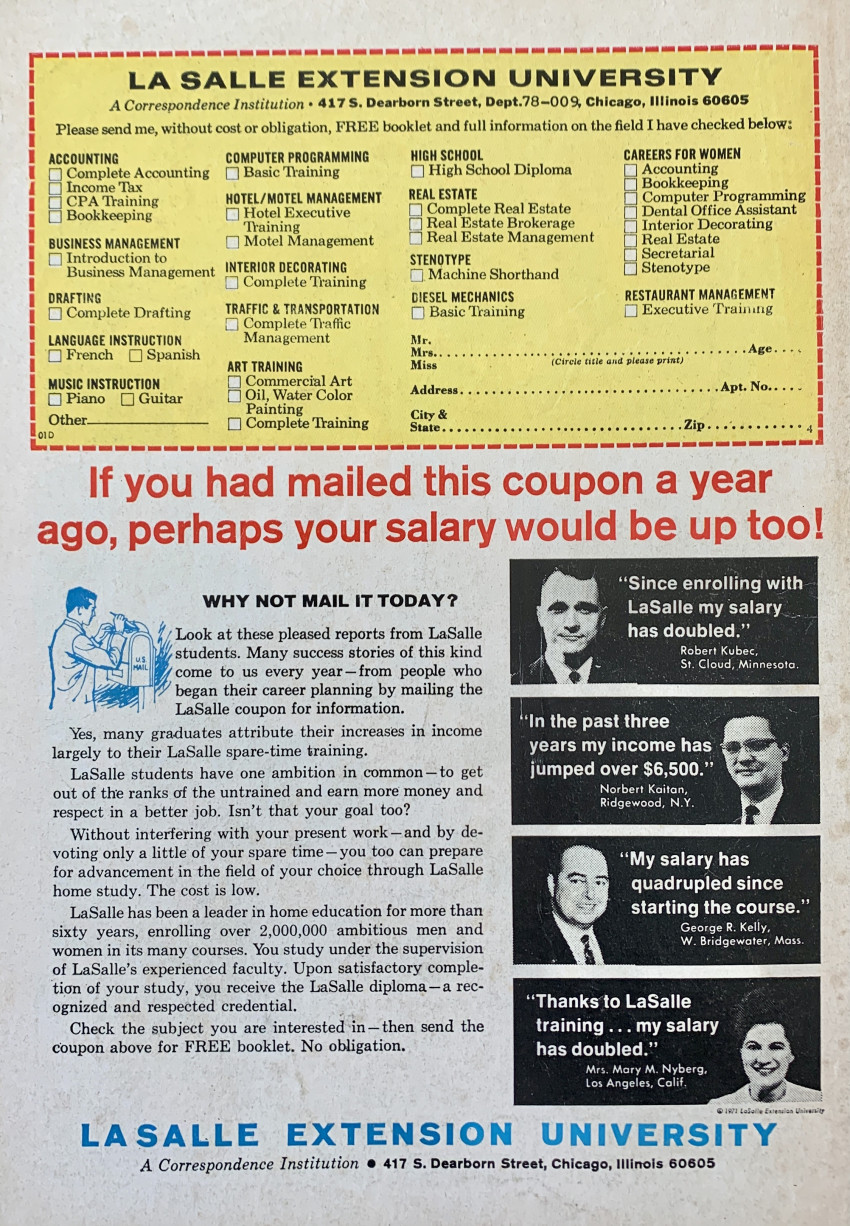 LA SALLE EXTENSION UNIVERSITY
A Correspondence Institution • 417 S. Dearborn Street, Dept.78-009, Chicago, Illinois 60605
Please send me, without cost or obligation, FREE booklet and full information on the field I have checked below:
ACCOUNTING
Complete Accounting
Income Tax
CPA Training
Bookkeeping
BUSINESS MANAGEMENT
Introduction to
Business Management
DRAFTING
Complete Drafting
LANGUAGE INSTRUCTION
French Spanish
MUSIC INSTRUCTION
Piano Guitar
Other
01D
COMPUTER PROGRAMMING
Basic Training
HOTEL/MOTEL MANAGEMENT
Hotel Executive
Training
Motel Management
INTERIOR DECORATING
Complete Training
TRAFFIC & TRANSPORTATION
Complete Traffic
Management
ART TRAINING
Commercial Art
Oil, Water Color
Painting
Complete Training
HIGH SCHOOL
High School Diploma
REAL ESTATE
Complete Real Estate
Real Estate Brokerage
Real Estate Management
STENOTYPE
Machine Shorthand
DIESEL MECHANICS
Basic Training
CAREERS FOR WOMEN
Accounting
Bookkeeping
Computer Programming
Dental Office Assistant
Interior Decorating
Real Estate
Secretarial
Stenotype
RESTAURANT MANAGEMENT
Executive Training
Mr.
Mrs. Age
Miss (Circle title and please print)
Address Apt. No.
City &
State Zip
4
If you had mailed this coupon a year
ago, perhaps your salary would be up too!
WHY NOT MAIL IT TODAY?
U.S.
MAIL
Look at these pleased reports from LaSalle
students. Many success stories of this kind
come to us every year—from people who
began their career planning by mailing the
LaSalle coupon for information.
Yes, many graduates attribute their increases in income
largely to their LaSalle spare-time training.
LaSalle students have one ambition in common—to get
out of the ranks of the untrained and earn more money and
respect in a better job. Isn't that your goal too?
Without interfering with your present work—and by de-
voting only a little of your spare time—you too can prepare
for advancement in the field of your choice through LaSalle
home study. The cost is low.
LaSalle has been a leader in home education for more than
sixty years, enrolling over 2,000,000 ambitious men and
women in its many courses. You study under the supervision
of LaSalle's experienced faculty. Upon satisfactory comple-
tion of your study, you receive the LaSalle diploma—a rec-
ognized and respected credential.
Check the subject you are interested in—then send the
coupon above for FREE booklet. No obligation.
"Since enrolling with
LaSalle my salary
has doubled."
Robert Kubec,
St. Cloud, Minnesota.
"In the past three
years my income has
jumped over $6,500."
Norbert Kaitan,
Ridgewood, N.Y.
"My salary has
quadrupled since
starting the course."
George R. Kelly,
W. Bridgewater, Mass.
"Thanks to LaSalle
training ... my salary
has doubled."
Mrs. Mary M. Nyberg,
Los Angeles, Calif.
© 1971 LaSalle Extension University
LA SALLE EXTENSION UNIVERSITY
A Correspondence Institution • 417 S. Dearborn Street, Chicago, Illinois 60605